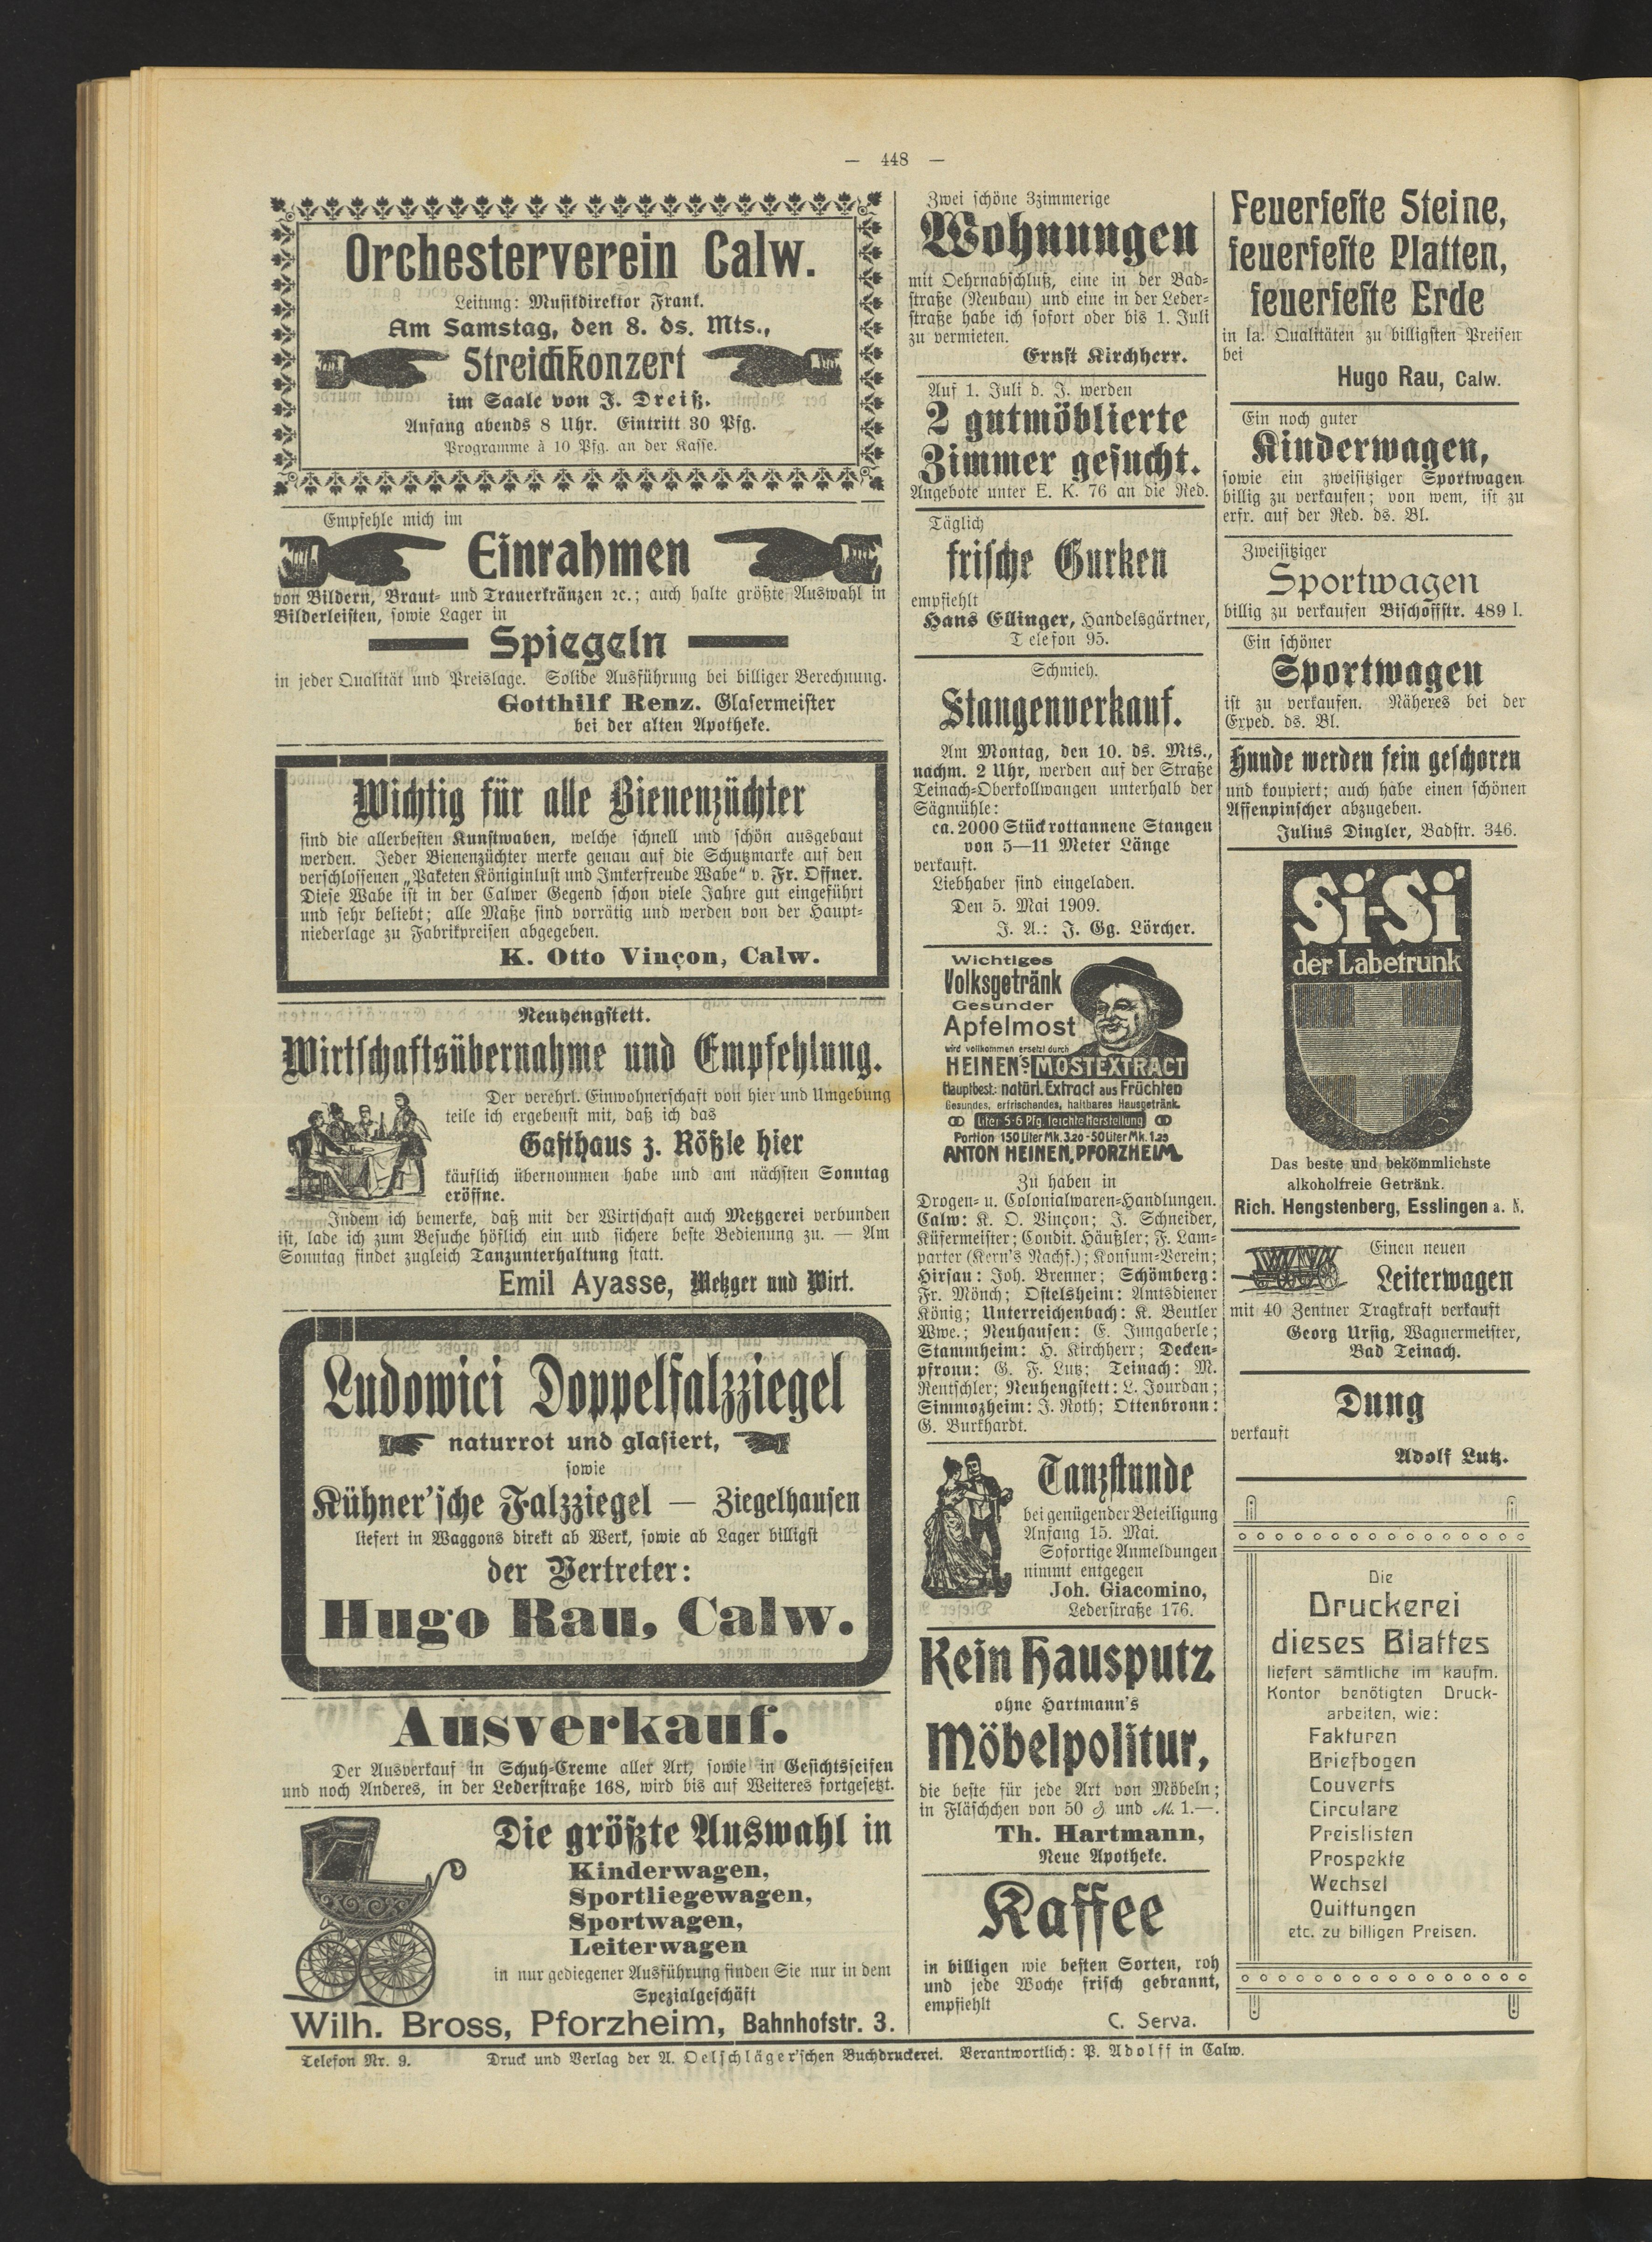 — 448 —
Orchesterverein Calw.
Leitung: Musikdirektor Frank.
Am Samstag, den 8. ds. Mts.,
Streichkonzert
im Saale von J. Dreiß.
Anfang abends 8 Uhr. Eintritt 30 Pfg.
Programme à 10 Pfg. an der Kasse.
Empfehle mich im
Einrahmen
von Bildern, Braut- und Trauerkränzen ꝛc.; auch halte größte Auswahl in
Bilderleisten, sowie Lager in
Spiegeln
in jeder Qualität und Preislage. Solide Ausführung bei billiger Berechnung.
Gotthilf Renz. Glasermeister
bei der alten Apotheke.
Wichtig für alle Bienenzüchter
sind die allerbesten Kunstwaben, welche schnell und schön ausgebaut
werden. Jeder Bienenzüchter merke genau auf die Schutzmarke auf den
verschlossenen „Paketen Königinlust und Imkerfreude Wabe" v. Fr. Offner.
Diese Wabe ist in der Calwer Gegend schon viele Jahre gut eingeführt
und sehr beliebt; alle Maße sind vorrätig und werden von der Haupt-
niederlage zu Fabrikpreisen abgegeben.
K. Otto Vinçon, Calw.
Neuhengstett.
Wirtschaftsübernahme und Empfehlung.
Der verehrl. Einwohnerschaft von hier und Umgebung
teile ich ergebenst mit, daß ich das
Gasthaus z. Rößle hier
käuflich übernommen habe und am nächsten Sonntag
eröffne.
Indem ich bemerke, daß mit der Wirtschaft auch Metzgerei verbunden
ist, lade ich zum Besuche höflich ein und sichere beste Bedienung zu. — Am
Sonntag findet zugleich Tanzunterhaltung statt.
Emil Ayasse, Metzger und Wirt.
Ludowici Doppelfalzziegel
naturrot und glasiert,
sowie
Kühner'sche Falzziegel — Ziegelhausen
liefert in Waggons direkt ab Werk, sowie ab Lager billigst
der Vertreter:
Hugo Rau, Calw.
Ausverkauf.
Der Ausverkauf in Schuh-Creme aller Art, sowie in Gesichtsseifen
und noch Anderes, in der Lederstraße 168, wird bis auf Weiteres fortgesetzt.
Die größte Auswahl in
Kinderwagen,
Sportliegewagen,
Sportwagen,
Leiterwagen
in nur gediegener Ausführung finden Sie nur in dem
Spezialgeschäft
Wilh. Bross, Pforzheim, Bahnhofstr. 3.
Zwei schöne 3zimmerige
Wohnungen
mit Oehrnabschluß, eine in der Bad-
straße (Neubau) und eine in der Leder-
straße habe ich sofort oder bis 1. Juli
zu vermieten.
Ernst Kirchherr.
Auf 1. Juli d. J. werden
2 gutmöblierte
Zimmer gesucht.
Angebote unter E. K. 76 an die Red.
Täglich
frische Gurken
empfiehlt
Hans Ellinger, Handelsgärtner,
Telefon 95.
Schmieh.
Stangenverkauf.
Am Montag, den 10. ds. Mts.,
nachm. 2 Uhr, werden auf der Straße
Teinach-Oberkollwangen unterhalb der
Sägmühle:
ca. 2000 Stück rottannene Stangen
von 5—11 Meter Länge
verkauft.
Liebhaber sind eingeladen.
Den 5. Mai 1909.
J. A.: J. Gg. Lörcher.
Wichtiges
Volksgetränk
Gesunder
Apfelmost
wird vollkommen ersetzt durch
HEINEN'S MOSTEXTRACT
Hauptbest: natürl. Extract aus Früchten
Gesundes, erfrischendes, haltbares Hausgetränk.
Liter 5-6 Pfg. leichte Herstellung
Portion 150 Liter Mk. 3.20 - 50 Liter Mk. 1.25
ANTON HEINEN, PFORZHEIM
Zu haben in
Drogen- u. Colonialwaren-Handlungen.
Calw: K. O. Vinçon; J. Schneider,
Küfermeister; Condit. Häußler; F. Lam-
parter (Kern's Nachf.); Konsum-Verein;
Hirsau: Joh. Brenner; Schömberg:
Fr. Mönch; Ostelsheim: Amtsdiener
König; Unterreichenbach: K. Beutler
Wwe.; Neuhausen: E. Jungaberle;
Stammheim: H. Kirchherr; Decken-
pfronn: G. F. Lutz; Teinach: M.
Rentschler; Neuhengstett: L. Jourdan;
Simmozheim: J. Roth; Ottenbronn:
G. Burkhardt.
Tanzstunde
bei genügender Beteiligung
Anfang 15. Mai.
Sofortige Anmeldungen
nimmt entgegen
Joh. Giacomino,
Lederstraße 176.
Kein Hausputz
ohne Hartmann's
Möbelpolitur,
die beste für jede Art von Möbeln;
in Fläschchen von 50 ₰ und ℳ. 1.—.
Th. Hartmann,
Neue Apotheke.
Kaffee
in billigen wie besten Sorten, roh
und jede Woche frisch gebrannt,
empfiehlt
C. Serva.
Feuerfeste Steine,
feuerfeste Platten,
feuerfeste Erde
in Ia. Qualitäten zu billigsten Preisen
bei
Hugo Rau, Calw.
Ein noch guter
Kinderwagen,
sowie ein zweisitziger Sportwagen
billig zu verkaufen; von wem, ist zu
erfr. auf der Red. ds. Bl.
Zweisitziger
Sportwagen
billig zu verkaufen Bischoffstr. 489 I.
Ein schöner
Sportwagen
ist zu verkaufen. Näheres bei der
Exped. ds. Bl.
Hunde werden fein geschoren
und koupiert; auch habe einen schönen
Affenpinscher abzugeben.
Julius Dingler, Badstr. 346.
Si-Si
der Labetrunk
Das beste und bekömmlichste
alkoholfreie Getränk.
Rich. Hengstenberg, Esslingen a. N.
Einen neuen
Leiterwagen
mit 40 Zentner Tragkraft verkauft
Georg Ursig, Wagnermeister,
Bad Teinach.
Dung
verkauft
Adolf Lutz.
Die
Druckerei
dieses Blattes
liefert sämtliche im kaufm.
Kontor benötigten Druck-
arbeiten, wie:
Fakturen
Briefbogen
Couverts
Circulare
Preislisten
Prospekte
Wechsel
Quittungen
etc. zu billigen Preisen.
Telefon Nr. 9. Druck und Verlag der A. Oelschläger'schen Buchdruckerei. Verantwortlich: P. Adolff in Calw.